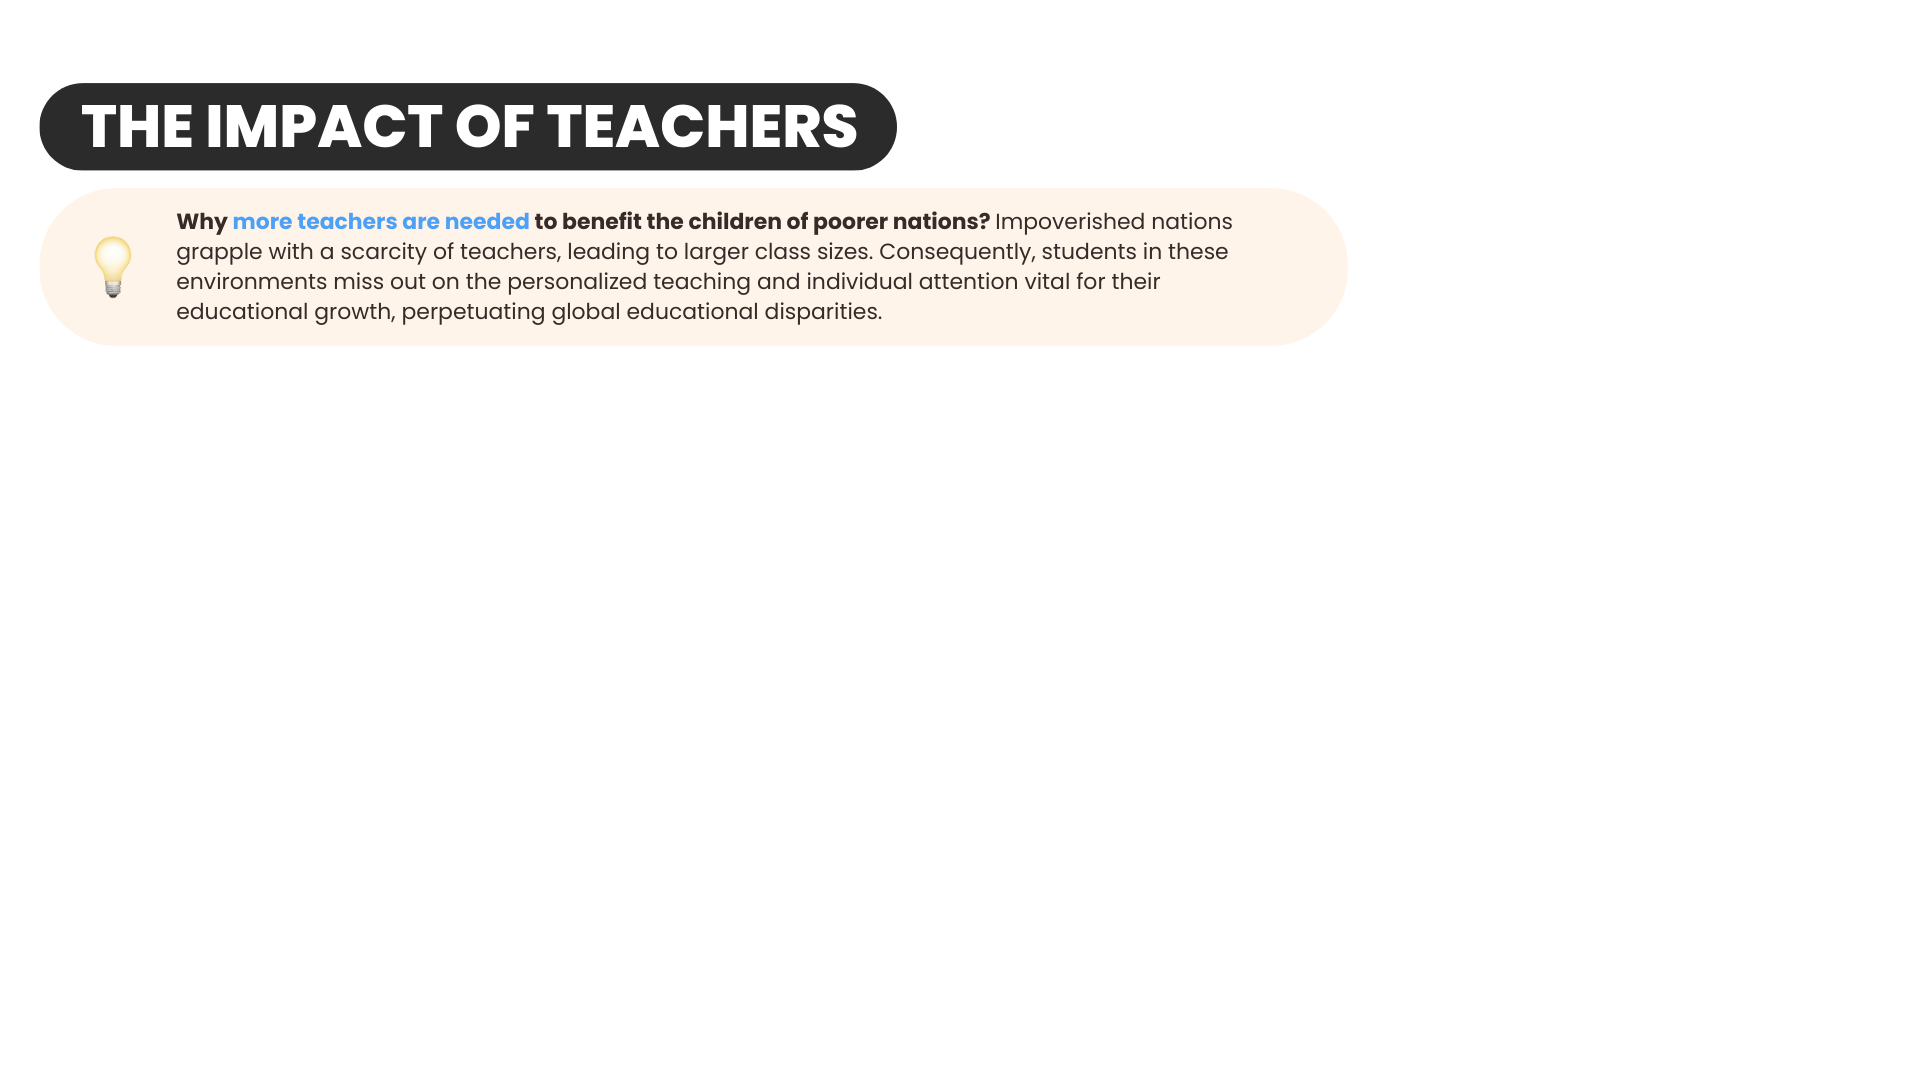 THE IMPACT OF TEACHERS
Why more teachers are needed to benefit the children of poorer nations? Impoverished nations
grapple with a scarcity of teachers, leading to larger class sizes. Consequently, students in these
environments miss out on the personalized teaching and individual attention vital for their
educational growth, perpetuating global educational disparities.